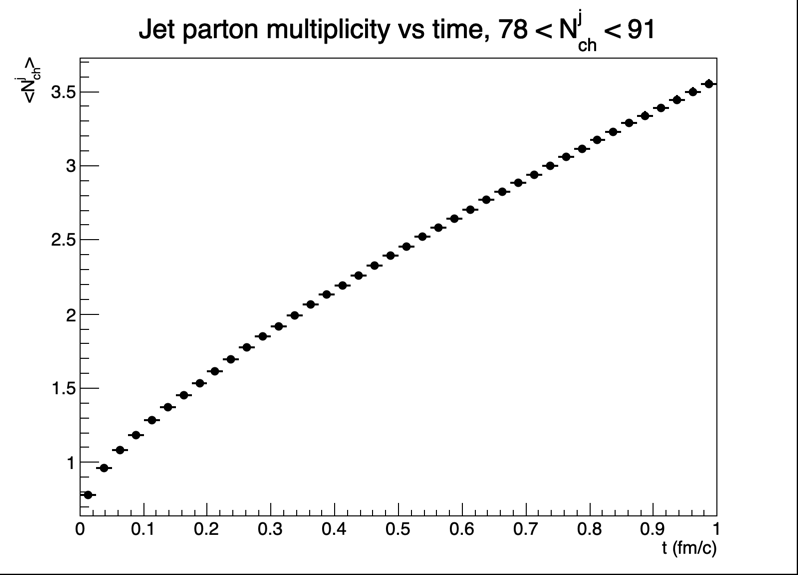 Jet parton multiplicity vs time, 78 < N^j_ch < 91
<N^j_ch>
3.5
3
2.5
2
1.5
1
0 0.1 0.2 0.3 0.4 0.5 0.6 0.7 0.8 0.9 1
t (fm/c)